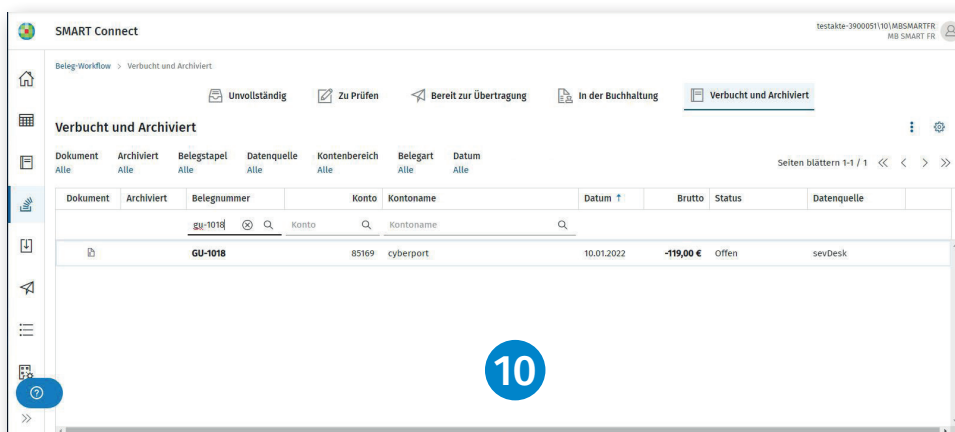 SMART Connect
testakte-3900051\10\MBSMARTFR
MB SMART FR
Beleg-Workflow > Verbucht und Archiviert
Unvollständig Zu Prüfen Bereit zur Übertragung In der Buchhaltung Verbucht und Archiviert
Verbucht und Archiviert
Dokument Archiviert Belegstapel Datenquelle Kontenbereich Belegart Datum
Alle Alle Alle Alle Alle Alle Alle
Seiten blättern 1-1 / 1
Dokument Archiviert Belegnummer Konto Kontoname Datum Brutto Status Datenquelle
gu-1018 Konto Kontoname
GU-1018 85169 cyberport 10.01.2022 -119,00 € Offen sevDesk
10